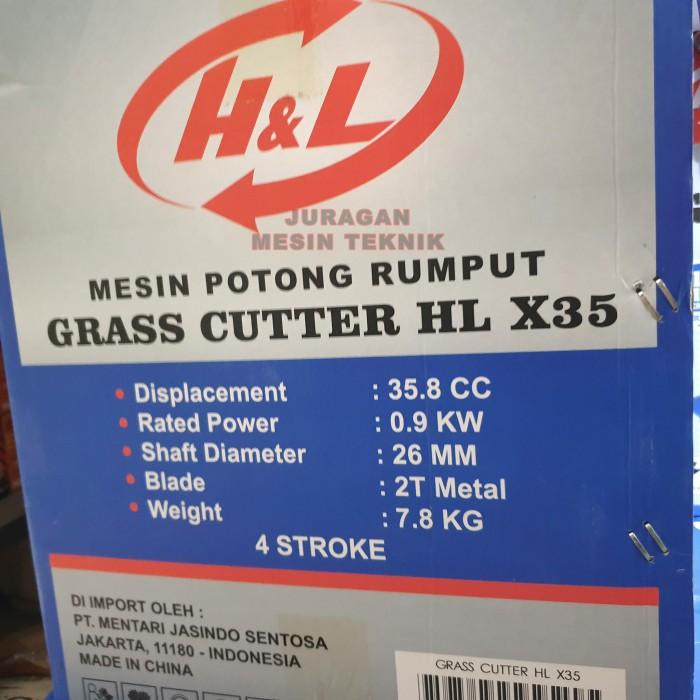 H&L
JURAGAN
MESIN TEKNIK
MESIN POTONG RUMPUT
GRASS CUTTER HL X35
• Displacement : 35.8 CC
• Rated Power : 0.9 KW
• Shaft Diameter : 26 MM
• Blade : 2T Metal
• Weight : 7.8 KG
4 STROKE
DI IMPORT OLEH :
PT. MENTARI JASINDO SENTOSA
JAKARTA, 11180 - INDONESIA
MADE IN CHINA
GRASS CUTTER HL X35